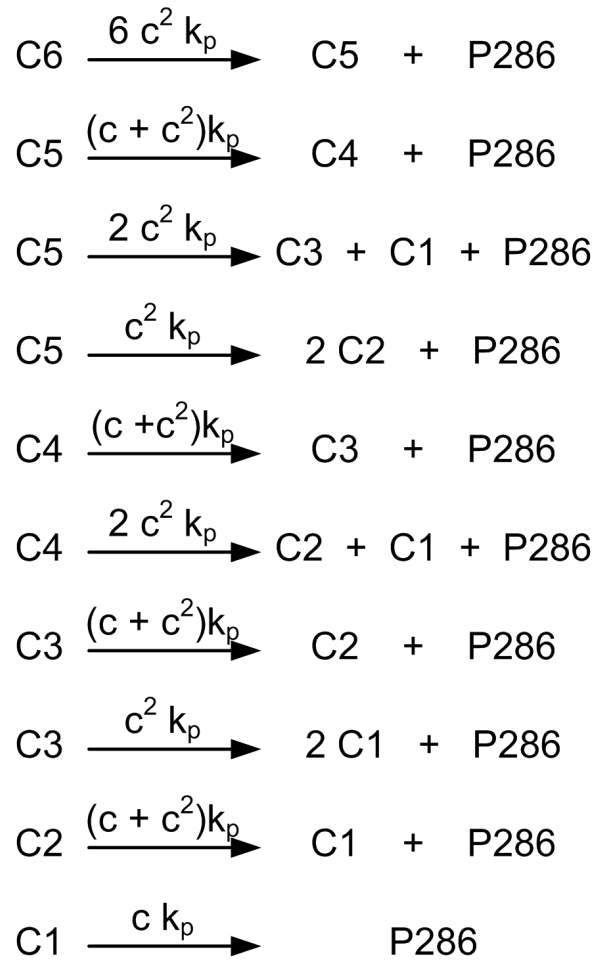 6 c² kₚ
C6 → C5 + P286
(c + c²)kₚ
C5 → C4 + P286
2 c² kₚ
C5 → C3 + C1 + P286
c² kₚ
C5 → 2 C2 + P286
(c +c²)kₚ
C4 → C3 + P286
2 c² kₚ
C4 → C2 + C1 + P286
(c + c²)kₚ
C3 → C2 + P286
c² kₚ
C3 → 2 C1 + P286
(c + c²)kₚ
C2 → C1 + P286
c kₚ
C1 → P286